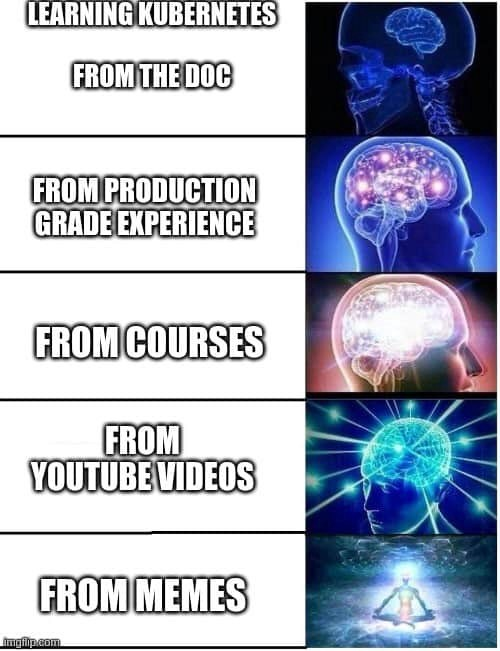 LEARNING KUBERNETES
FROM THE DOC
FROM PRODUCTION
GRADE EXPERIENCE
FROM COURSES
FROM
YOUTUBE VIDEOS
FROM MEMES
imgflip.com